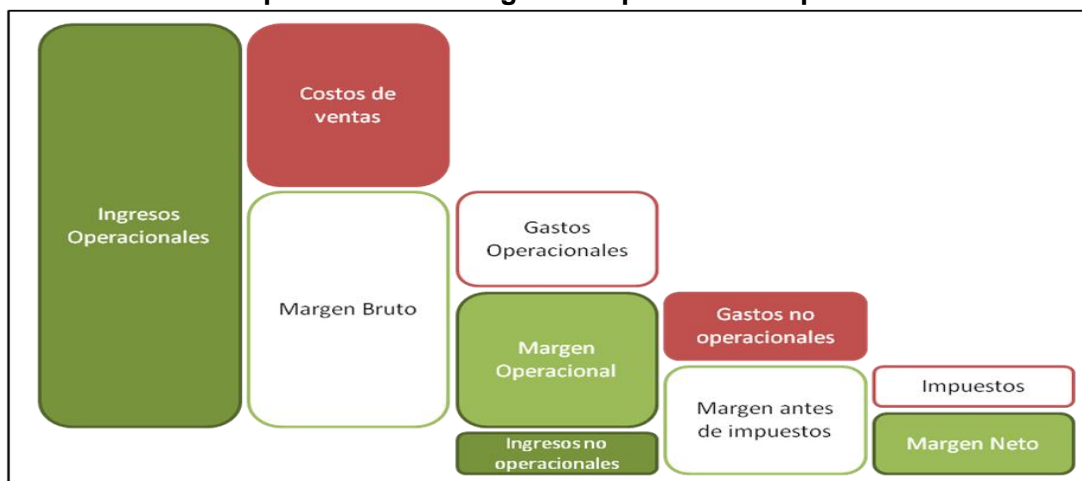 Ingresos
Operacionales
Costos de
ventas
Margen Bruto
Gastos
Operacionales
Margen
Operacional
Ingresos no
operacionales
Gastos no
operacionales
Margen antes
de impuestos
Impuestos
Margen Neto